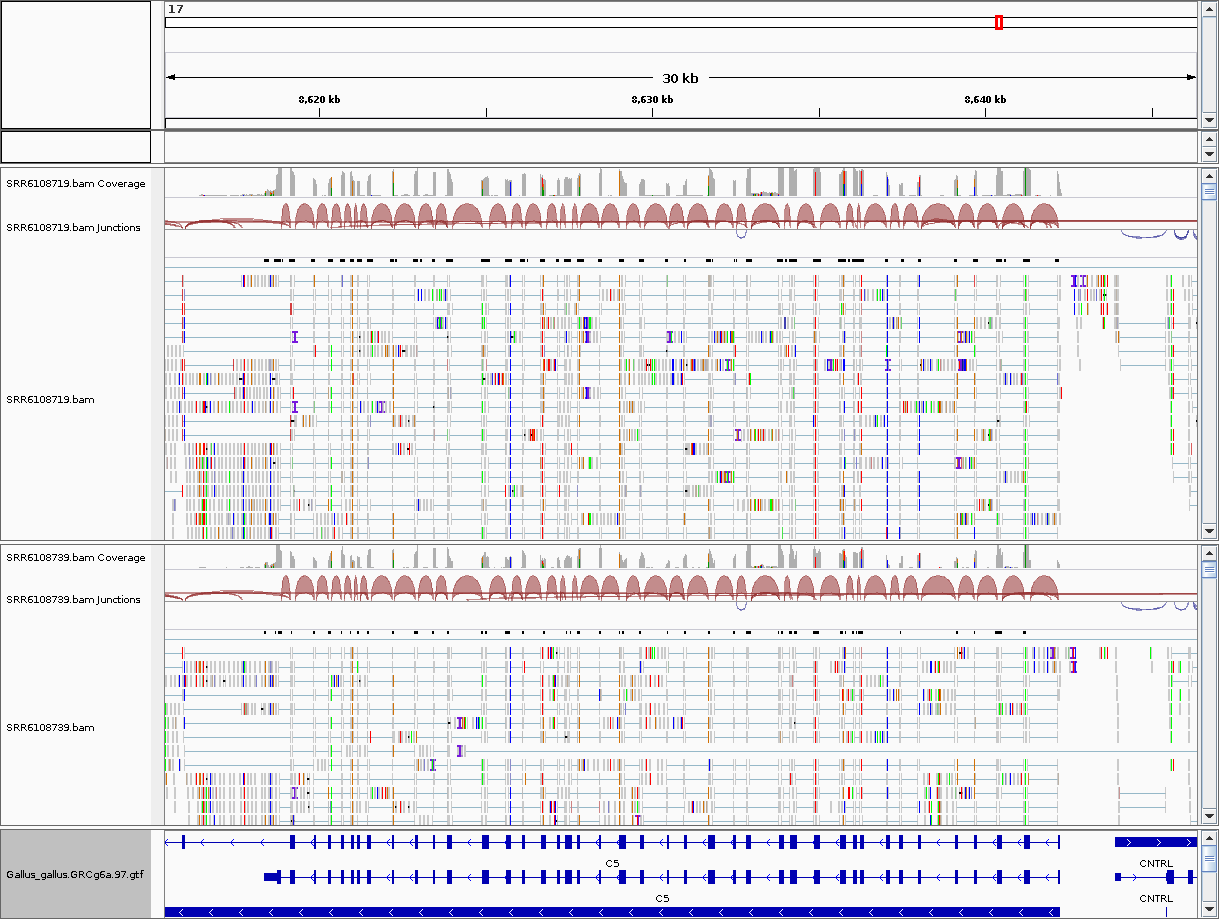 17
30 kb
8,620 kb 8,630 kb 8,640 kb
SRR6108719.bam Coverage
SRR6108719.bam Junctions
SRR6108719.bam
SRR6108739.bam Coverage
SRR6108739.bam Junctions
SRR6108739.bam
C5 CNTRL
Gallus_gallus.GRCg6a.97.gtf
C5 CNTRL